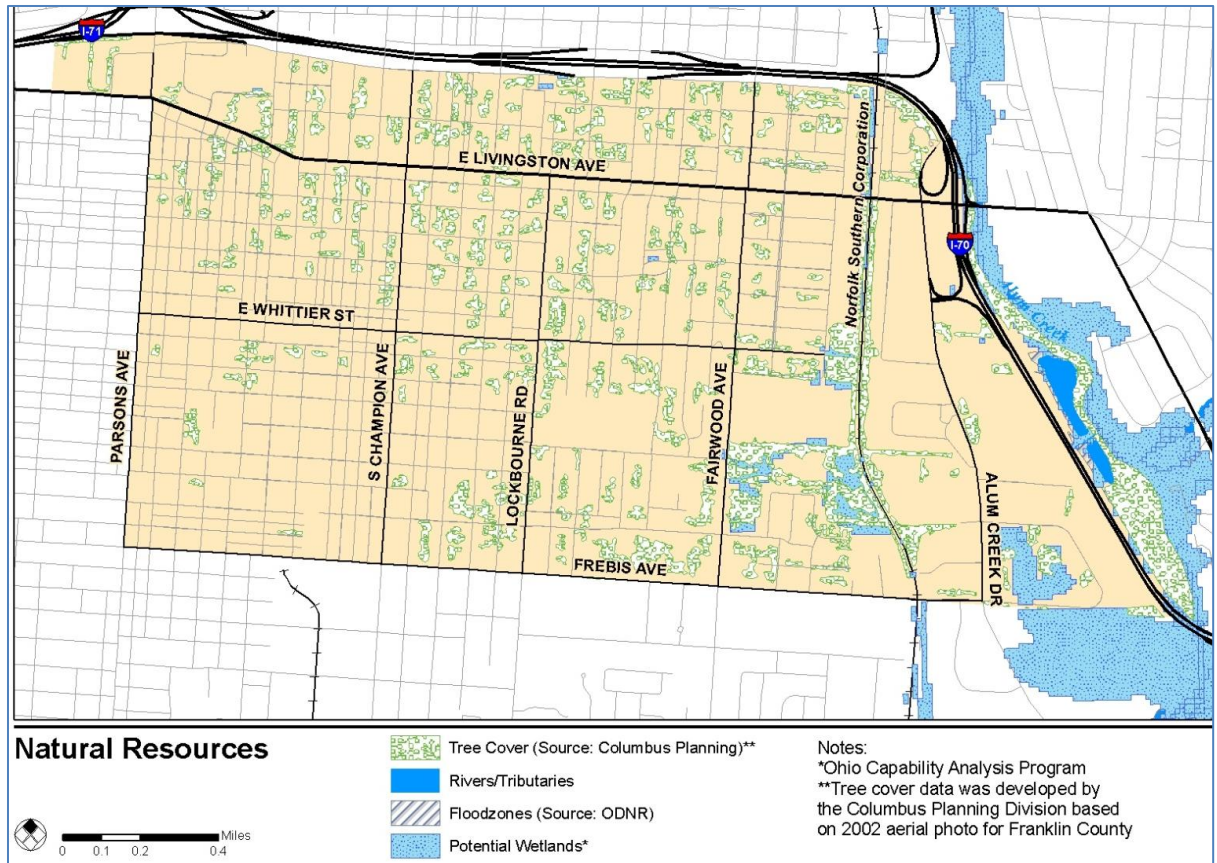 I-71
E LIVINGSTON AVE
Norfolk Southern Corporation
I-70
Alum Creek
E WHITTIER ST
PARSONS AVE
S CHAMPION AVE
LOCKBOURNE RD
FAIRWOOD AVE
ALUM CREEK DR
FREBIS AVE
Natural Resources
Miles
0 0.1 0.2 0.4
Tree Cover (Source: Columbus Planning)**
Rivers/Tributaries
Floodzones (Source: ODNR)
Potential Wetlands*
Notes:
*Ohio Capability Analysis Program
**Tree cover data was developed by
the Columbus Planning Division based
on 2002 aerial photo for Franklin County